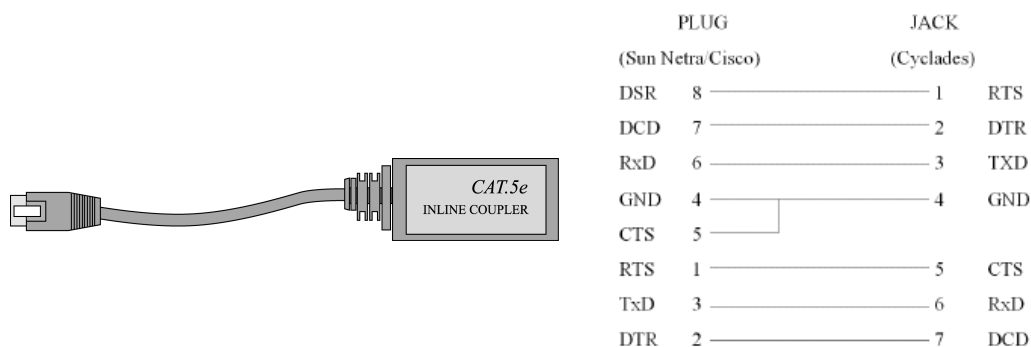 CAT.5e
INLINE COUPLER
PLUG JACK
(Sun Netra/Cisco) (Cyclades)
DSR 8 1 RTS
DCD 7 2 DTR
RxD 6 3 TXD
GND 4 4 GND
CTS 5
RTS 1 5 CTS
TxD 3 6 RxD
DTR 2 7 DCD